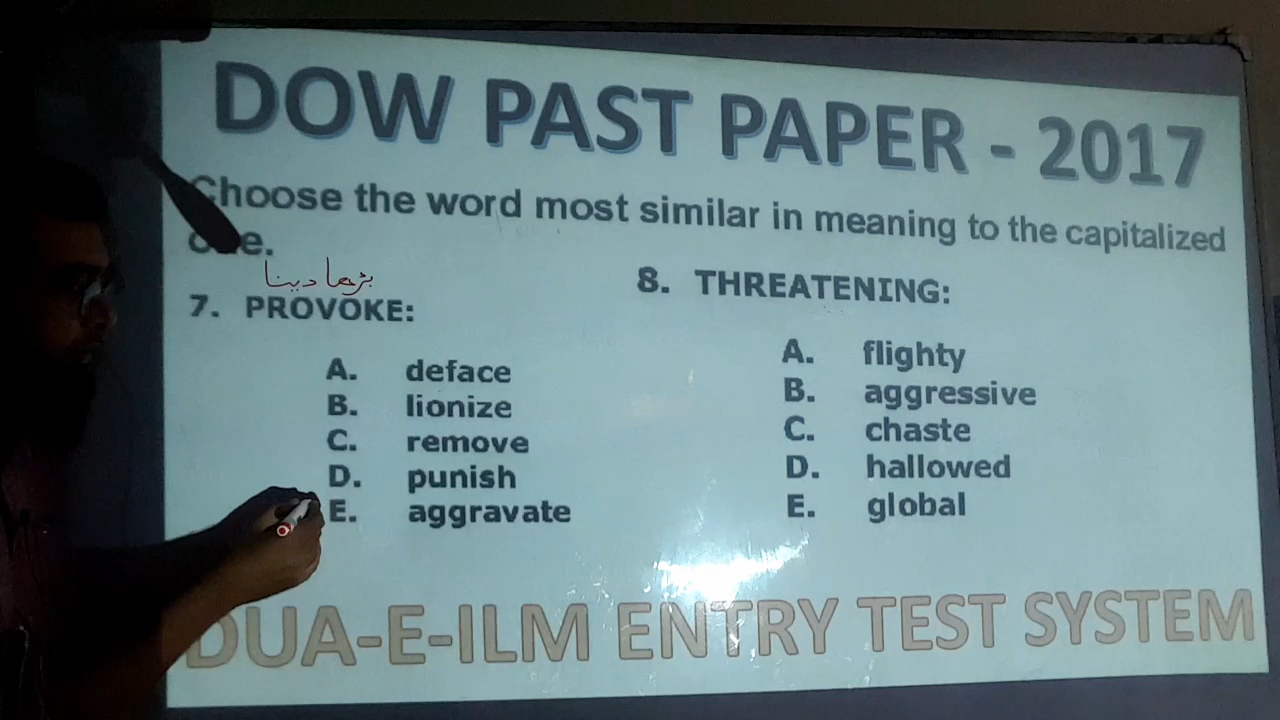 DOW PAST PAPER - 2017
Choose the word most similar in meaning to the capitalized
one.
بڑھا دینا
7. PROVOKE:
A. deface
B. lionize
C. remove
D. punish
E. aggravate
8. THREATENING:
A. flighty
B. aggressive
C. chaste
D. hallowed
E. global
DUA-E-ILM ENTRY TEST SYSTEM